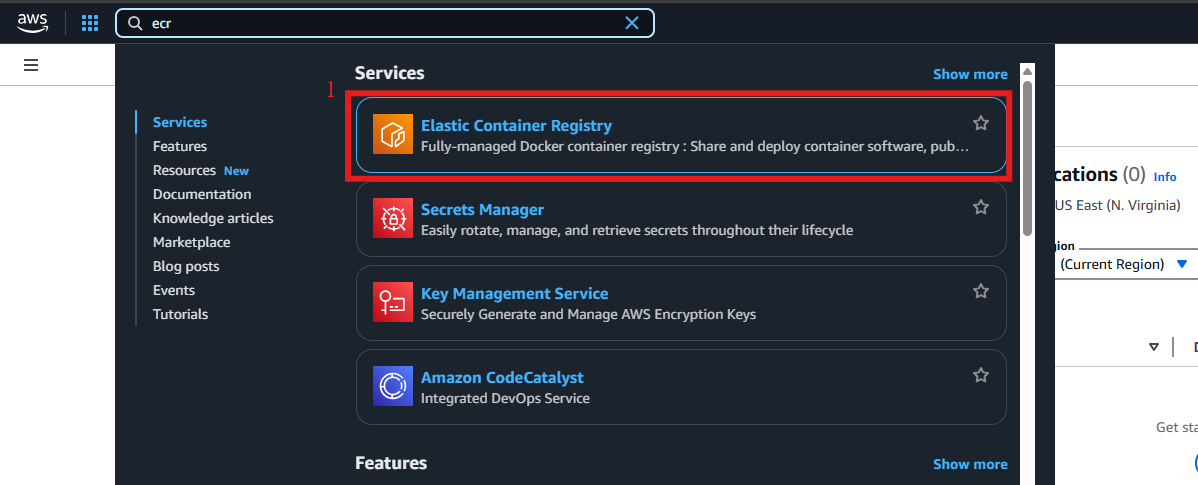 aws
ecr
Services
Features
Resources New
Documentation
Knowledge articles
Marketplace
Blog posts
Events
Tutorials
1
Services
Show more
Elastic Container Registry
Fully-managed Docker container registry : Share and deploy container software, pub…
Secrets Manager
Easily rotate, manage, and retrieve secrets throughout their lifecycle
Key Management Service
Securely Generate and Manage AWS Encryption Keys
Amazon CodeCatalyst
Integrated DevOps Service
Features
Show more
cations (0) Info
US East (N. Virginia)
gion
(Current Region)
Get sta